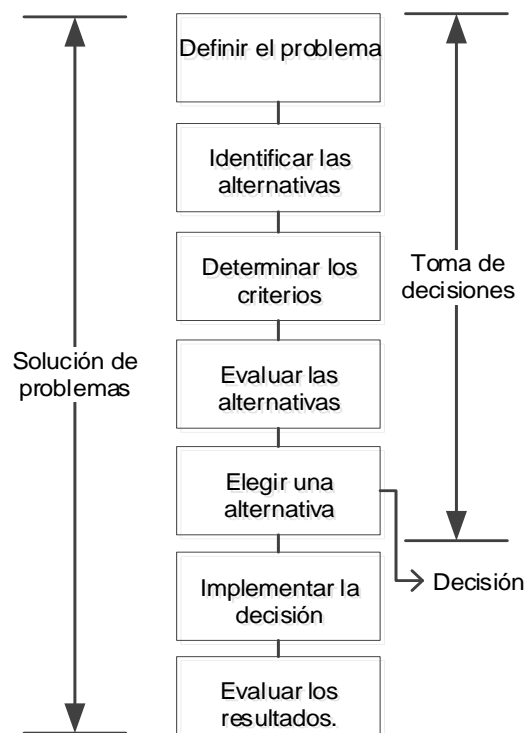 Definir el problema
Identificar las
alternativas
Determinar los
criterios
Toma de
decisiones
Solución de
problemas
Evaluar las
alternativas
Elegir una
alternativa
Decisión
Implementar la
decisión
Evaluar los
resultados.